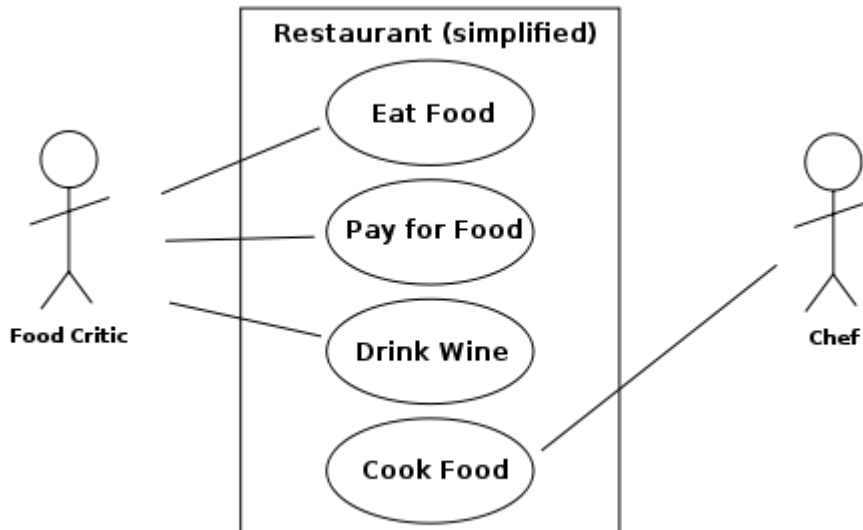 Restaurant (simplified)
Eat Food
Pay for Food
Drink Wine
Food Critic
Chef
Cook Food